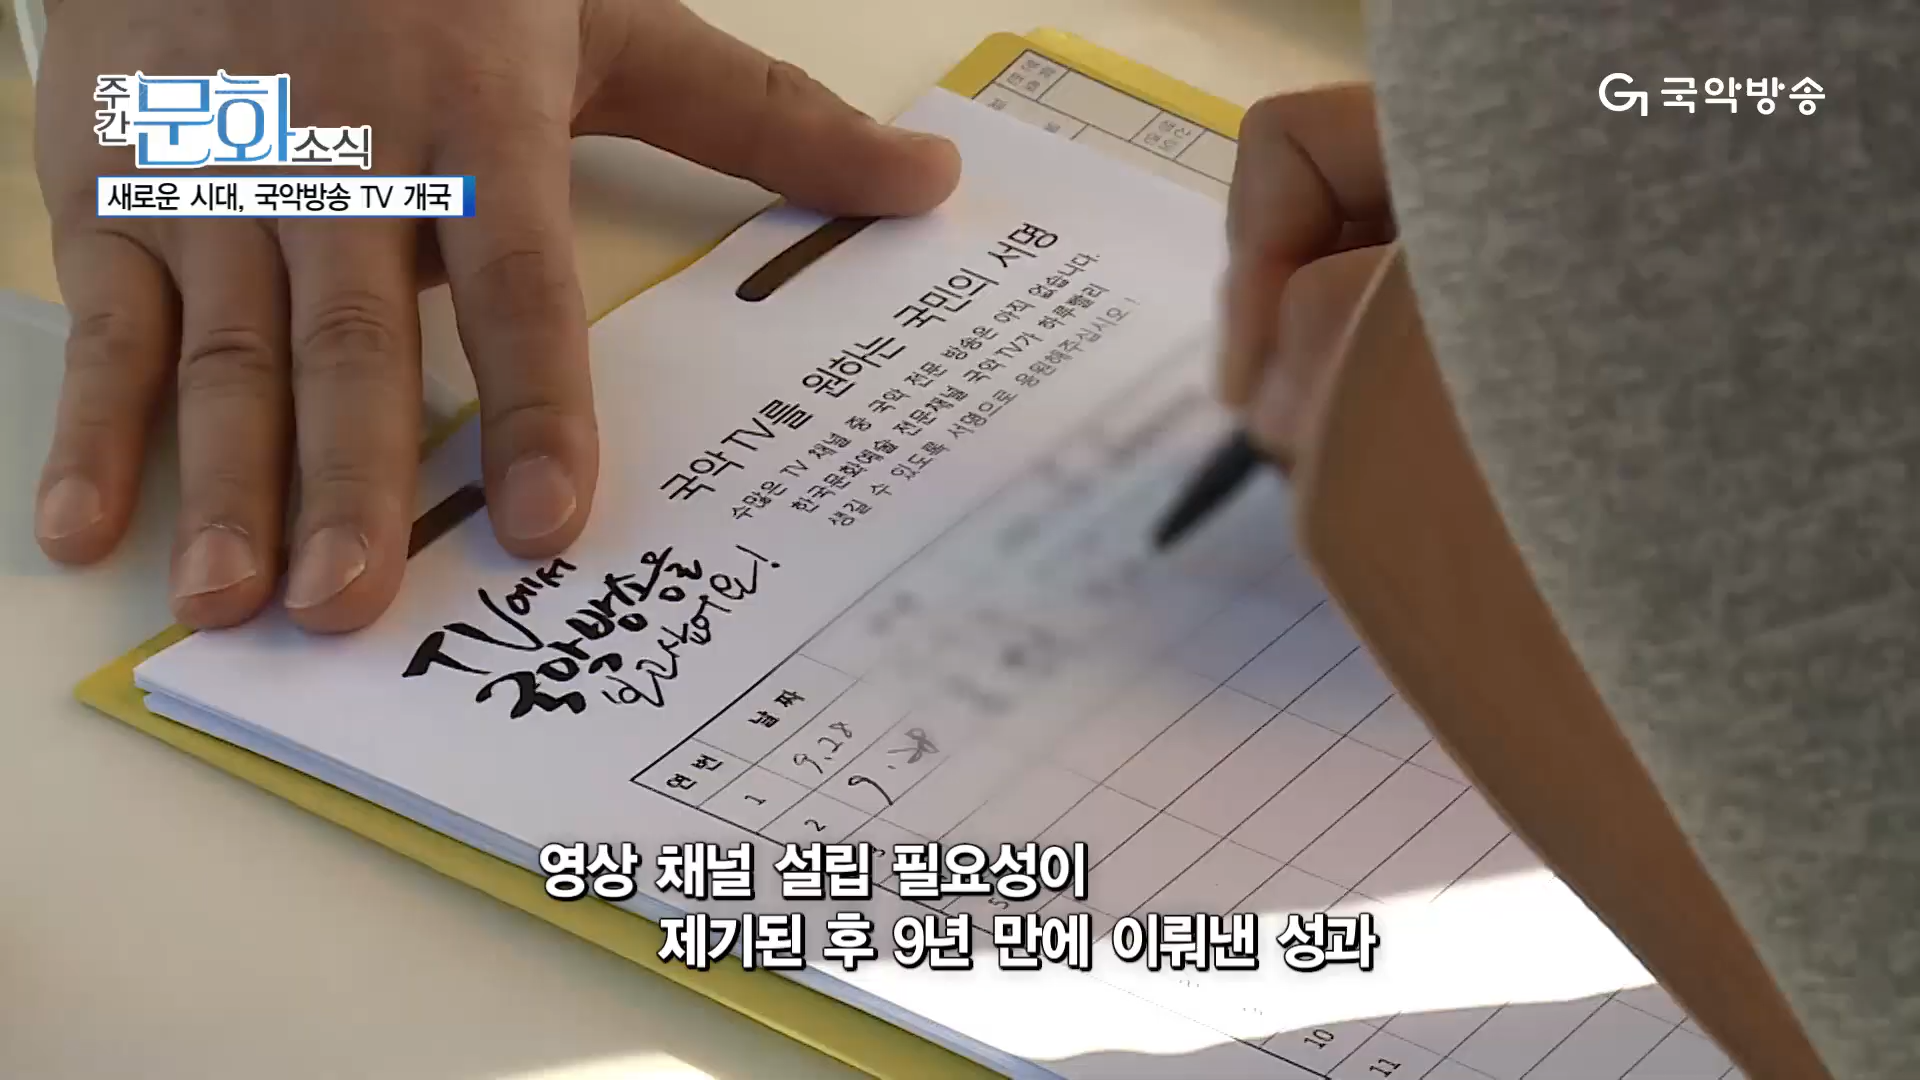 주간 문화소식
새로운 시대, 국악방송 TV 개국
국악방송
국악TV를 원하는 국민의 서명
수많은 TV 채널 중 국악 전문 방송은 아직 없습니다.
한국문화예술 전문채널 국악TV가 하루빨리
생길 수 있도록 서명으로 응원해주십시오!
TV에서
국악방송을
보고싶어요!
연번 날짜
1 9.28
2
5
10
11
영상 채널 설립 필요성이
제기된 후 9년 만에 이뤄낸 성과